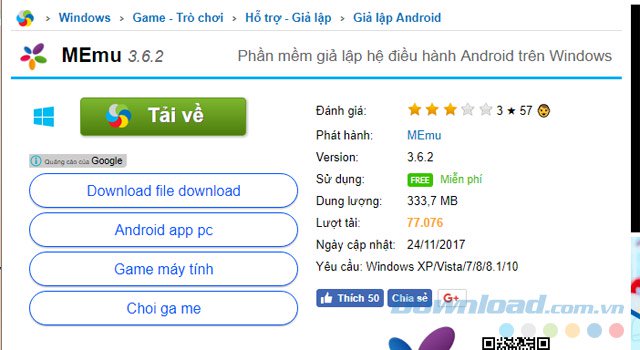 Windows › Game - Trò chơi › Hỗ trợ - Giả lập › Giả lập Android
MEmu 3.6.2
Phần mềm giả lập hệ điều hành Android trên Windows
Tải về
Quảng cáo của Google
Download file download
Android app pc
Game máy tính
Choi ga me
Đánh giá: 3 ★ 57
Phát hành: MEmu
Version: 3.6.2
Sử dụng: FREE Miễn phí
Dung lượng: 333,7 MB
Lượt tải: 77.076
Ngày cập nhật: 24/11/2017
Yêu cầu: Windows XP/Vista/7/8/8.1/10
Thích 50 Chia sẻ G+
Download.com.vn